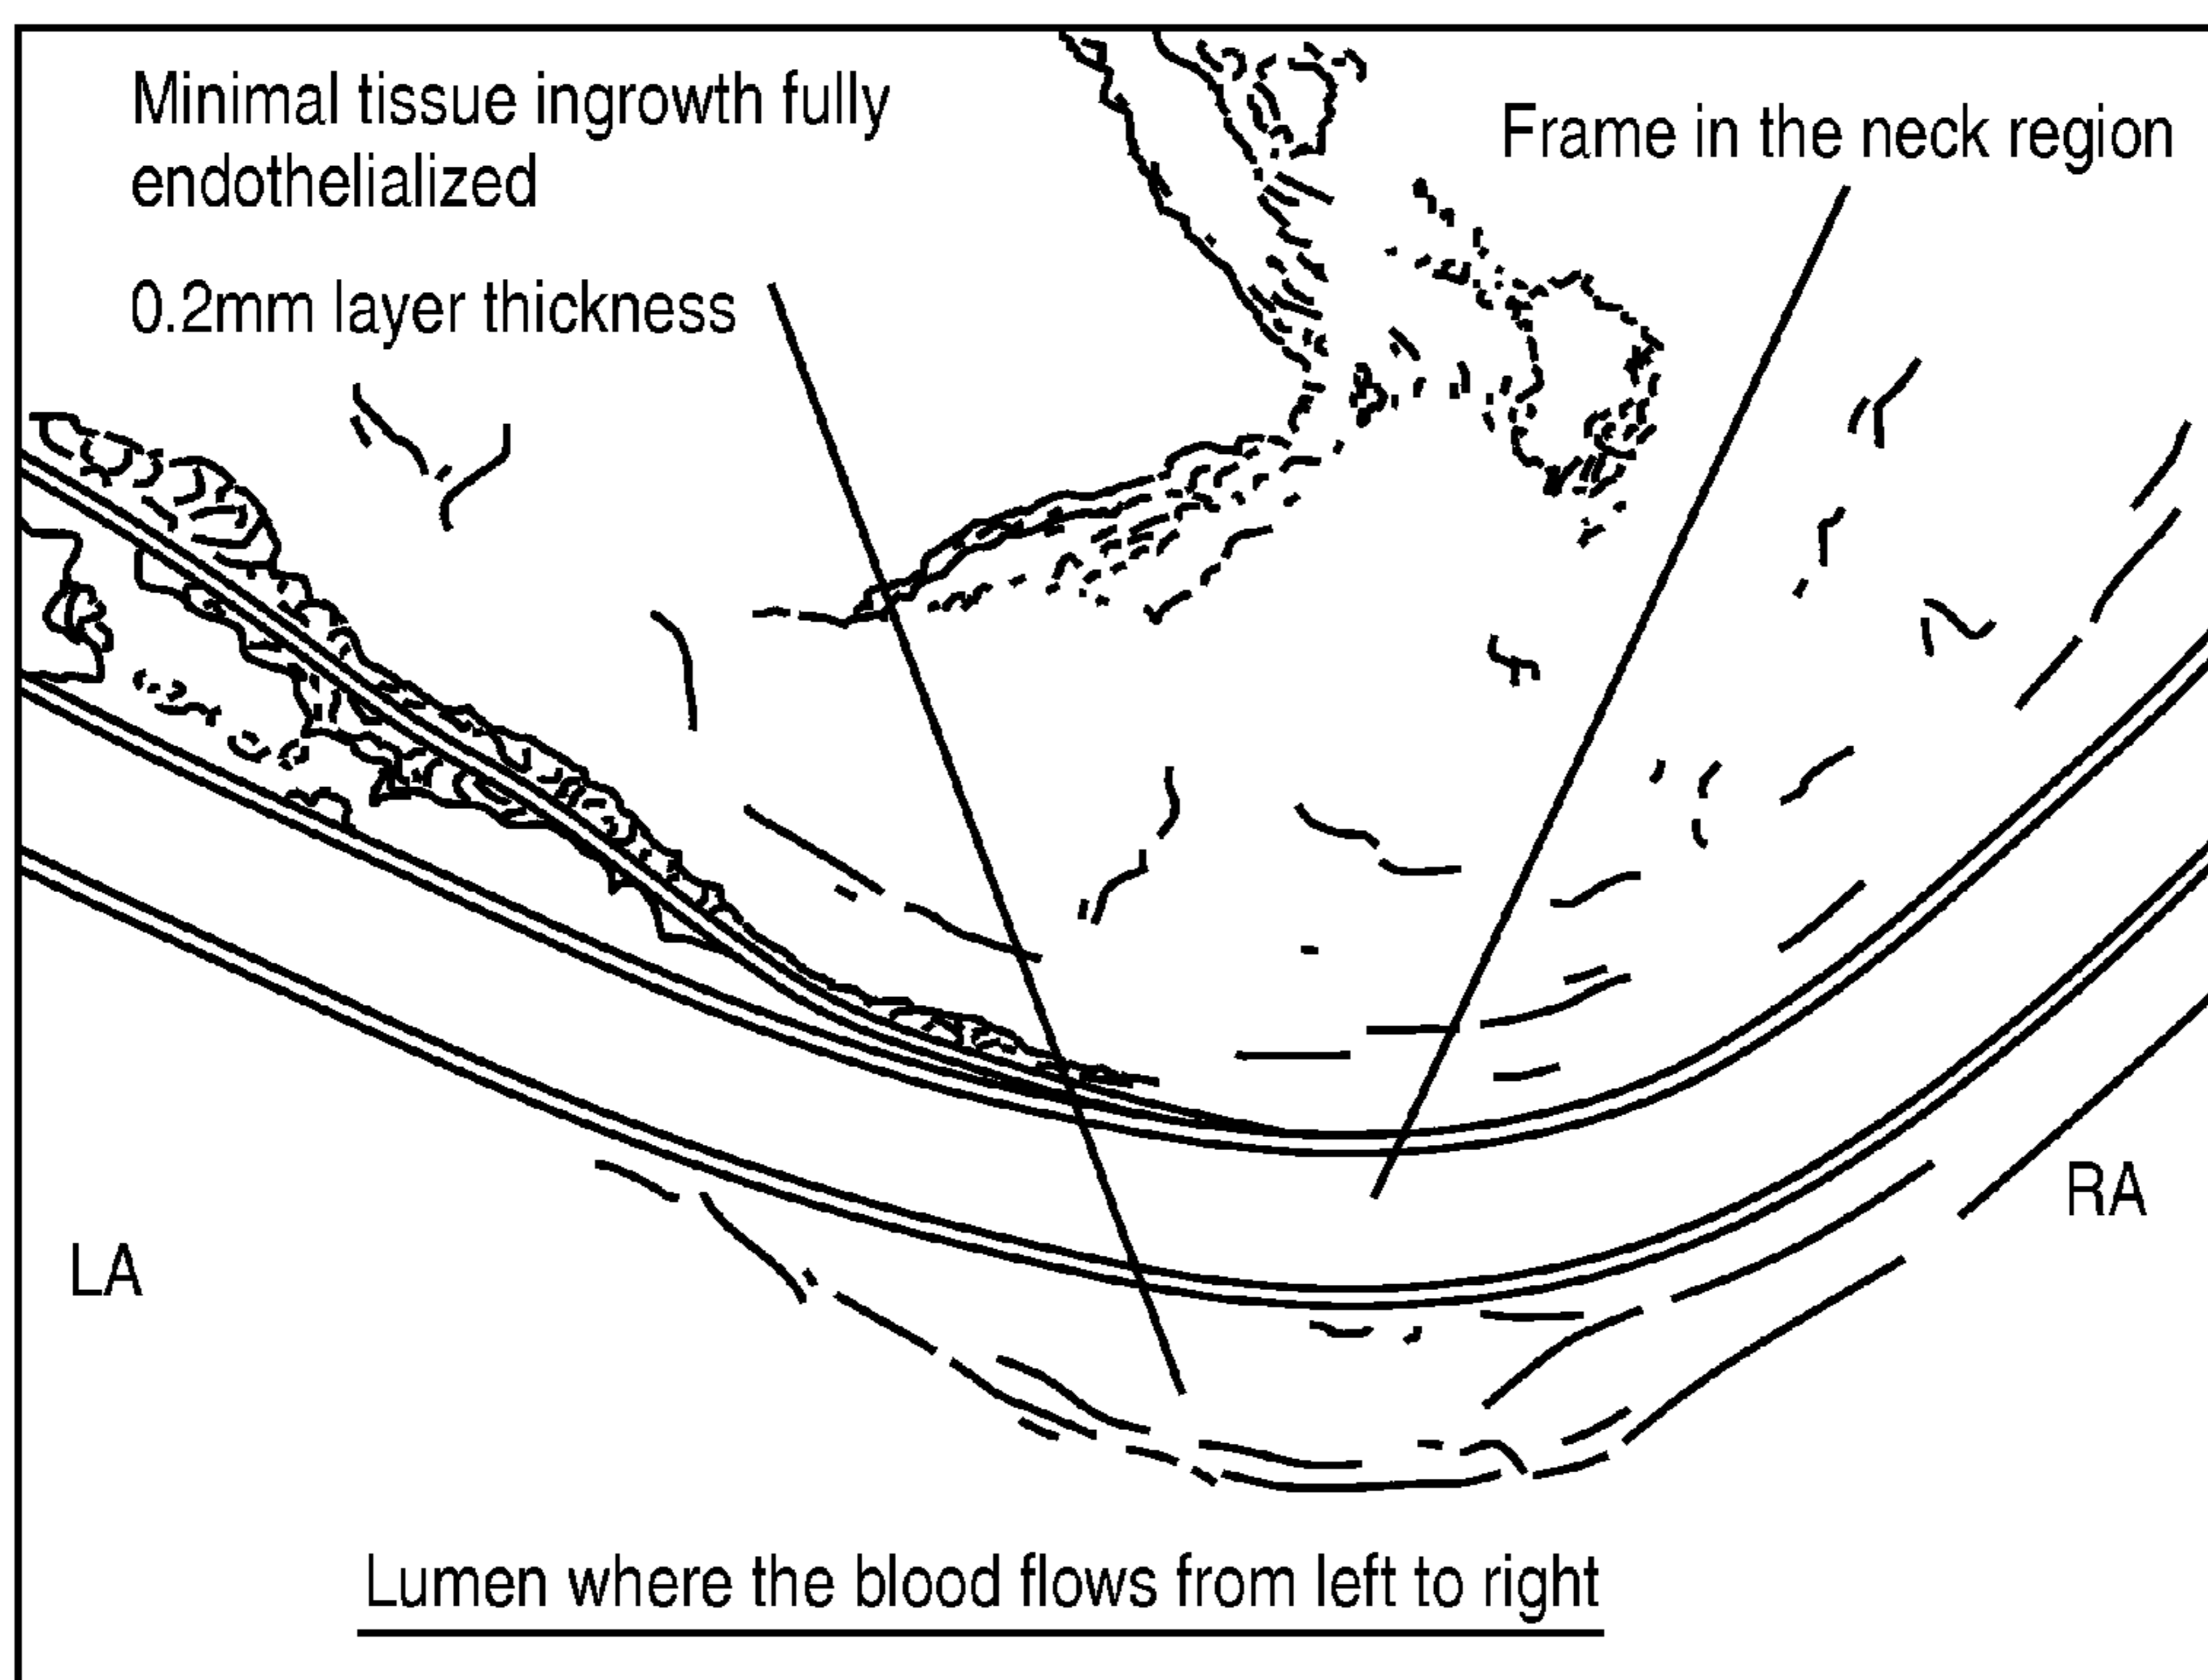 Minimal tissue ingrowth fully
endothelialized
0.2mm layer thickness
Frame in the neck region
RA
LA
Lumen where the blood flows from left to right